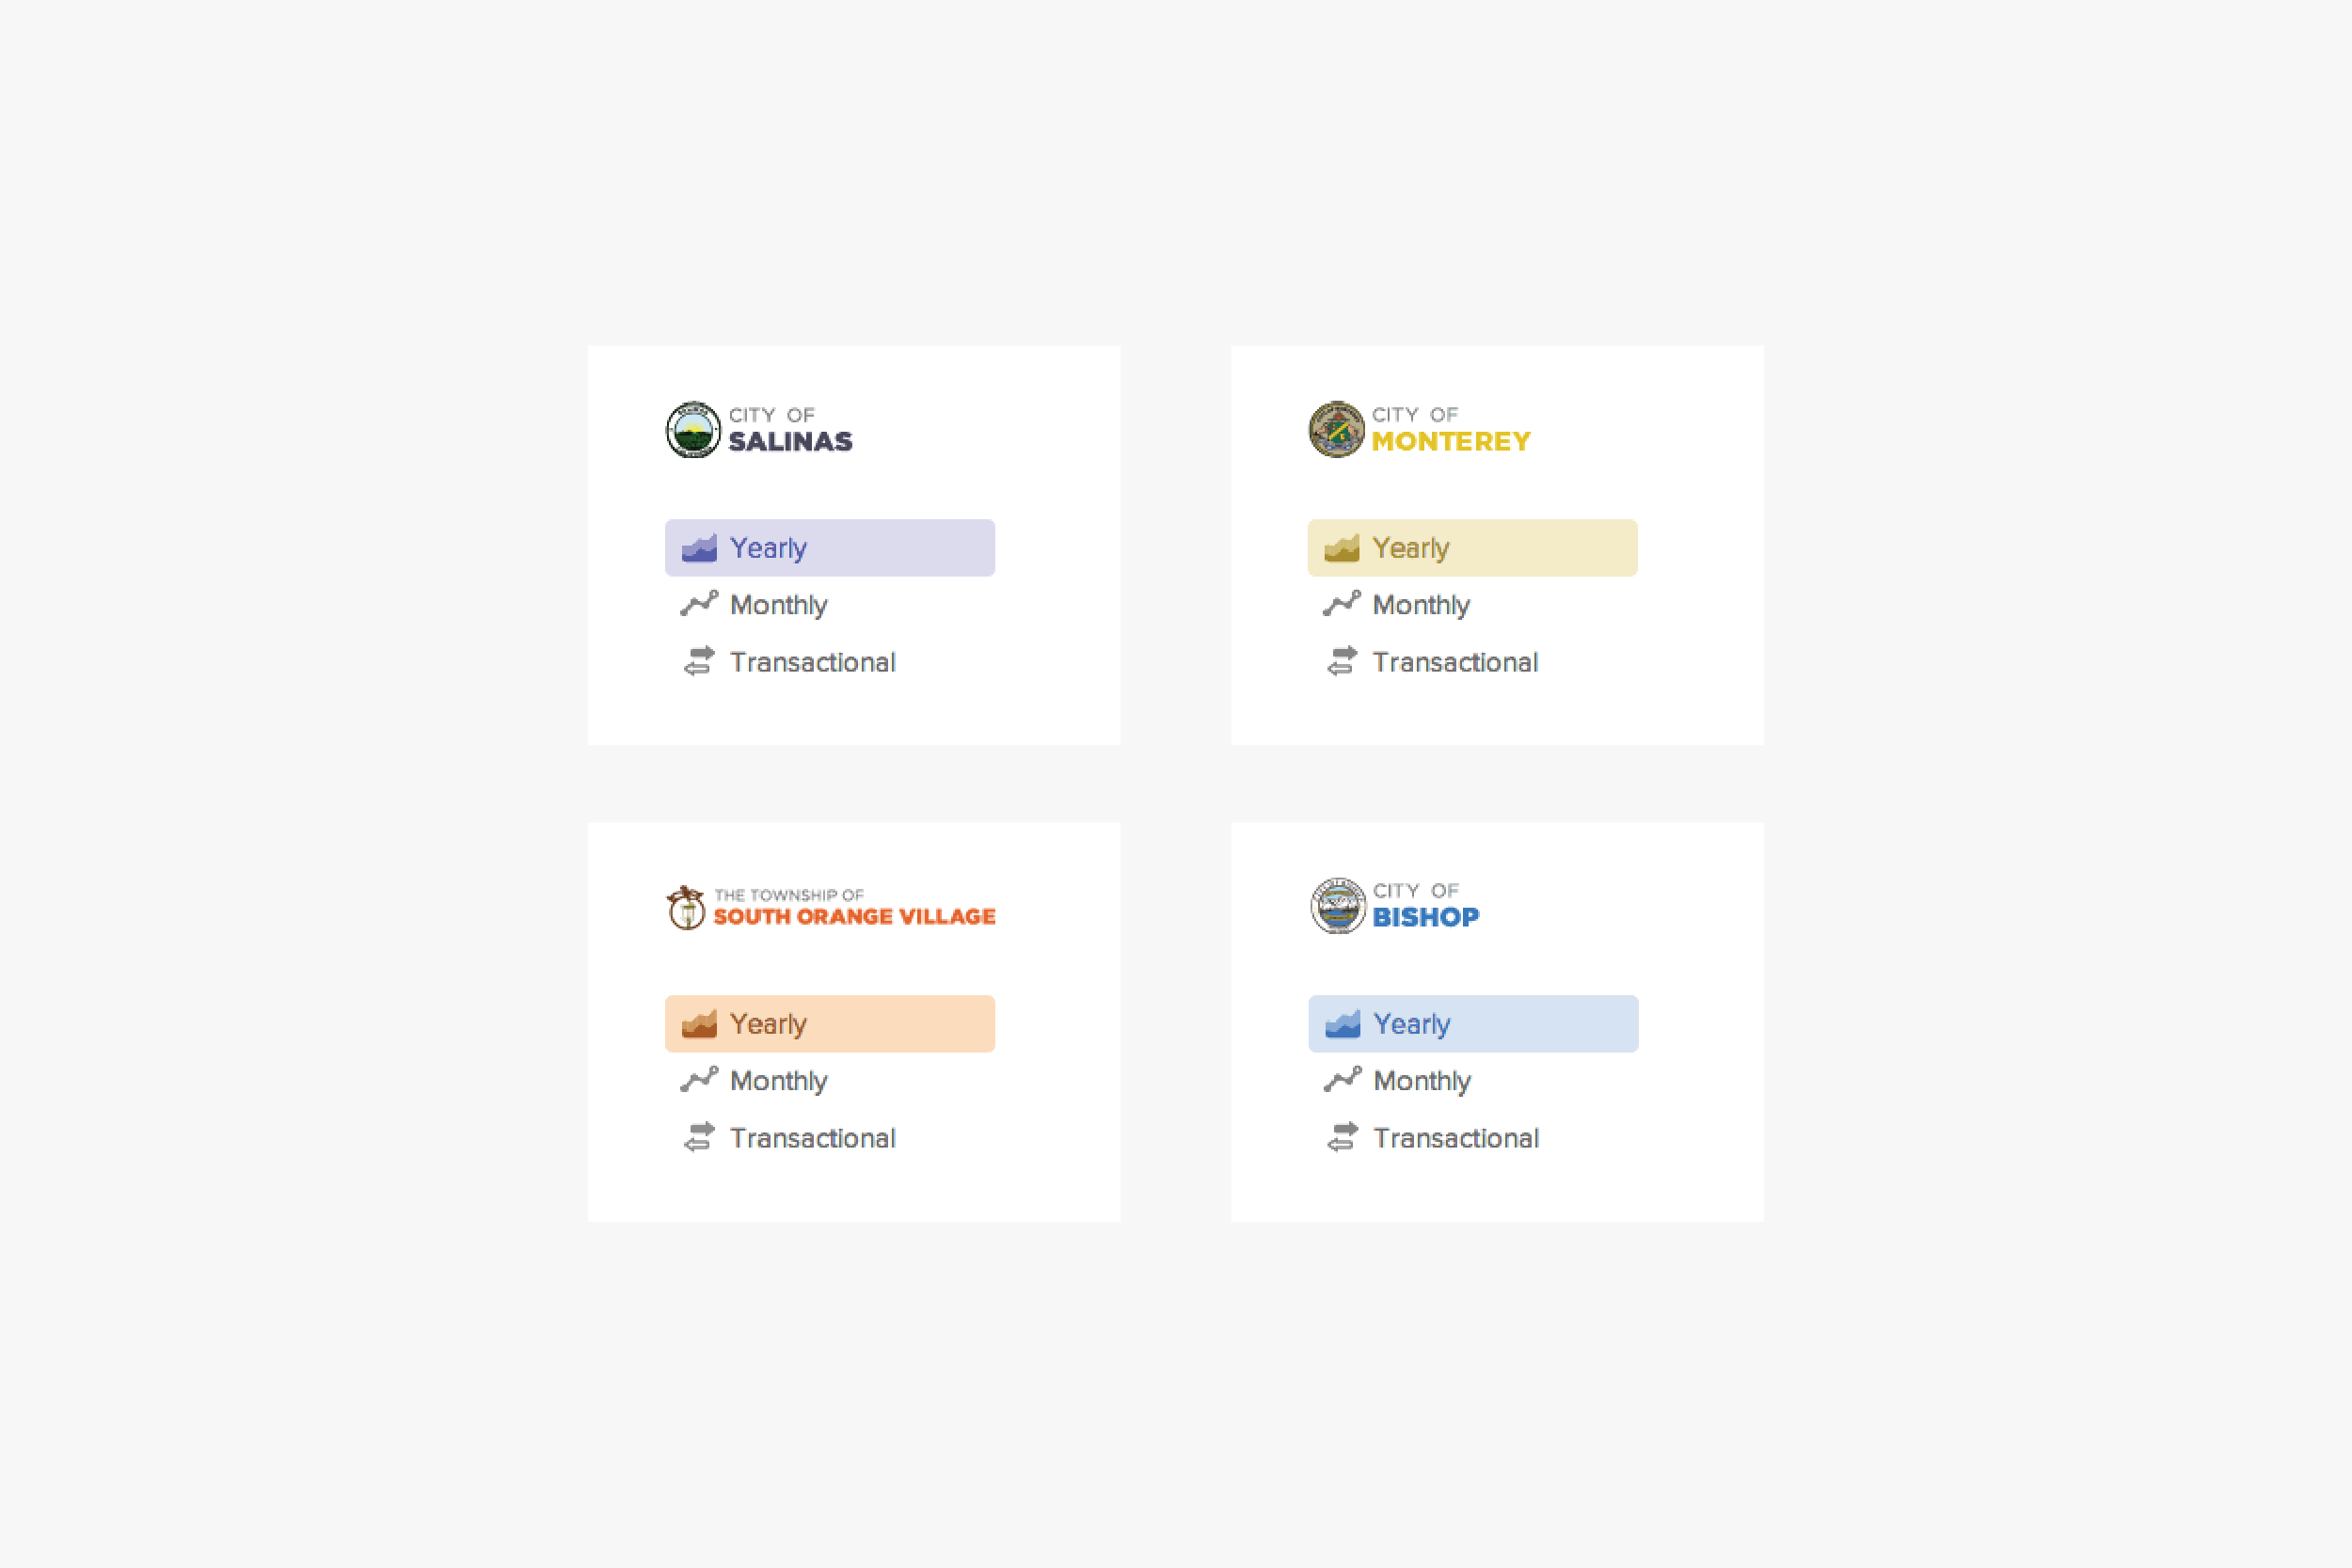 CITY OF
SALINAS
Yearly
Monthly
Transactional
CITY OF
MONTEREY
Yearly
Monthly
Transactional
THE TOWNSHIP OF
SOUTH ORANGE VILLAGE
Yearly
Monthly
Transactional
CITY OF
BISHOP
Yearly
Monthly
Transactional